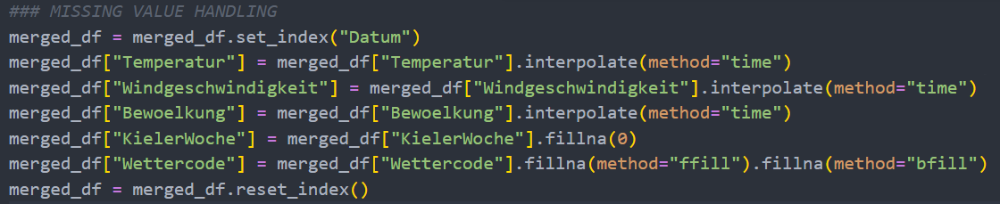 ### MISSING VALUE HANDLING
merged_df = merged_df.set_index("Datum")
merged_df["Temperatur"] = merged_df["Temperatur"].interpolate(method="time")
merged_df["Windgeschwindigkeit"] = merged_df["Windgeschwindigkeit"].interpolate(method="time")
merged_df["Bewoelkung"] = merged_df["Bewoelkung"].interpolate(method="time")
merged_df["KielerWoche"] = merged_df["KielerWoche"].fillna(0)
merged_df["Wettercode"] = merged_df["Wettercode"].fillna(method="ffill").fillna(method="bfill")
merged_df = merged_df.reset_index()